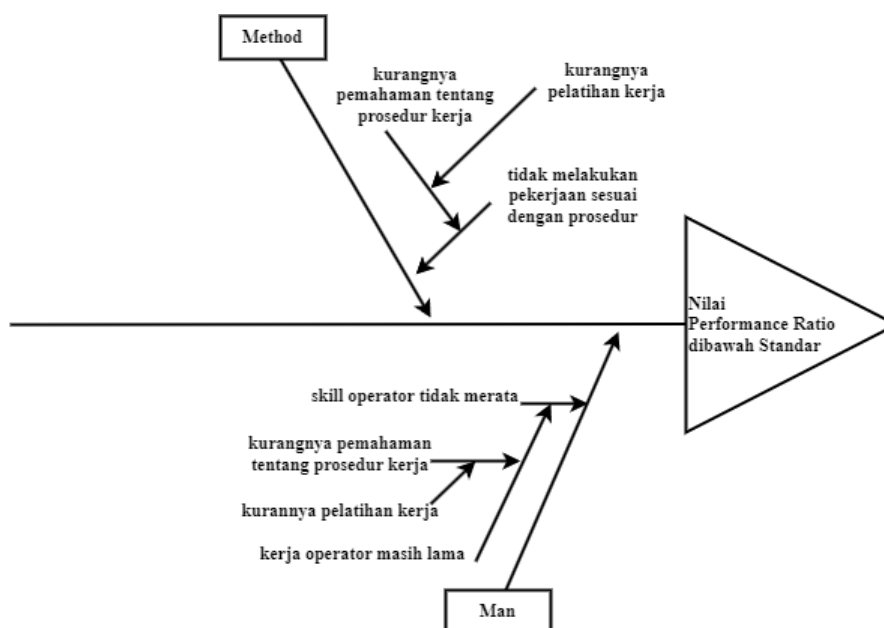 Method
kurangnya
pemahaman tentang
prosedur kerja
kurangnya
pelatihan kerja
tidak melakukan
pekerjaan sesuai
dengan prosedur
Nilai
Performance Ratio
dibawah Standar
skill operator tidak merata
kurangnya pemahaman
tentang prosedur kerja
kurannya pelatihan kerja
kerja operator masih lama
Man